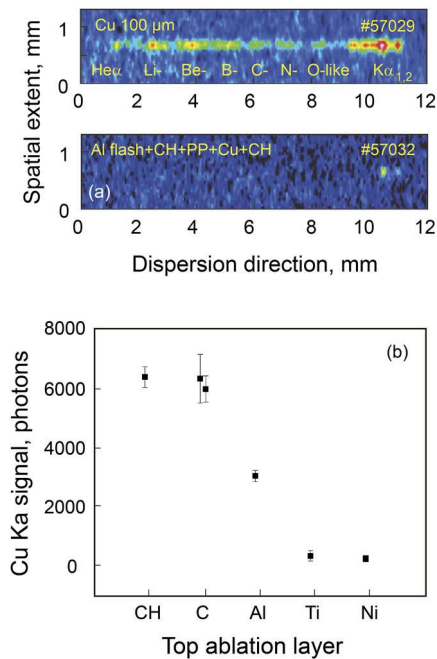 Cu 100 μm #57029
Heα Li- Be- B- C- N- O-like Kα1,2
1
0
0 2 4 6 8 10 12
Spatial extent, mm
Al flash+CH+PP+Cu+CH #57032
1
(a)
0
0 2 4 6 8 10 12
Dispersion direction, mm
8000
(b)
6000
4000
2000
0
Cu Ka signal, photons
CH C Al Ti Ni
Top ablation layer